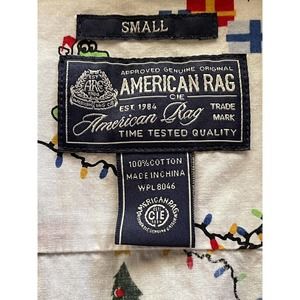 SMALL
APPROVED GENUINE ORIGINAL
ARC
AMERICAN RAG
CIE
EST. 1984
TRADE
MARK
American Rag
TIME TESTED QUALITY
100% COTTON
MADE IN CHINA
WPL 8046
AMERICAN RAG
CIE